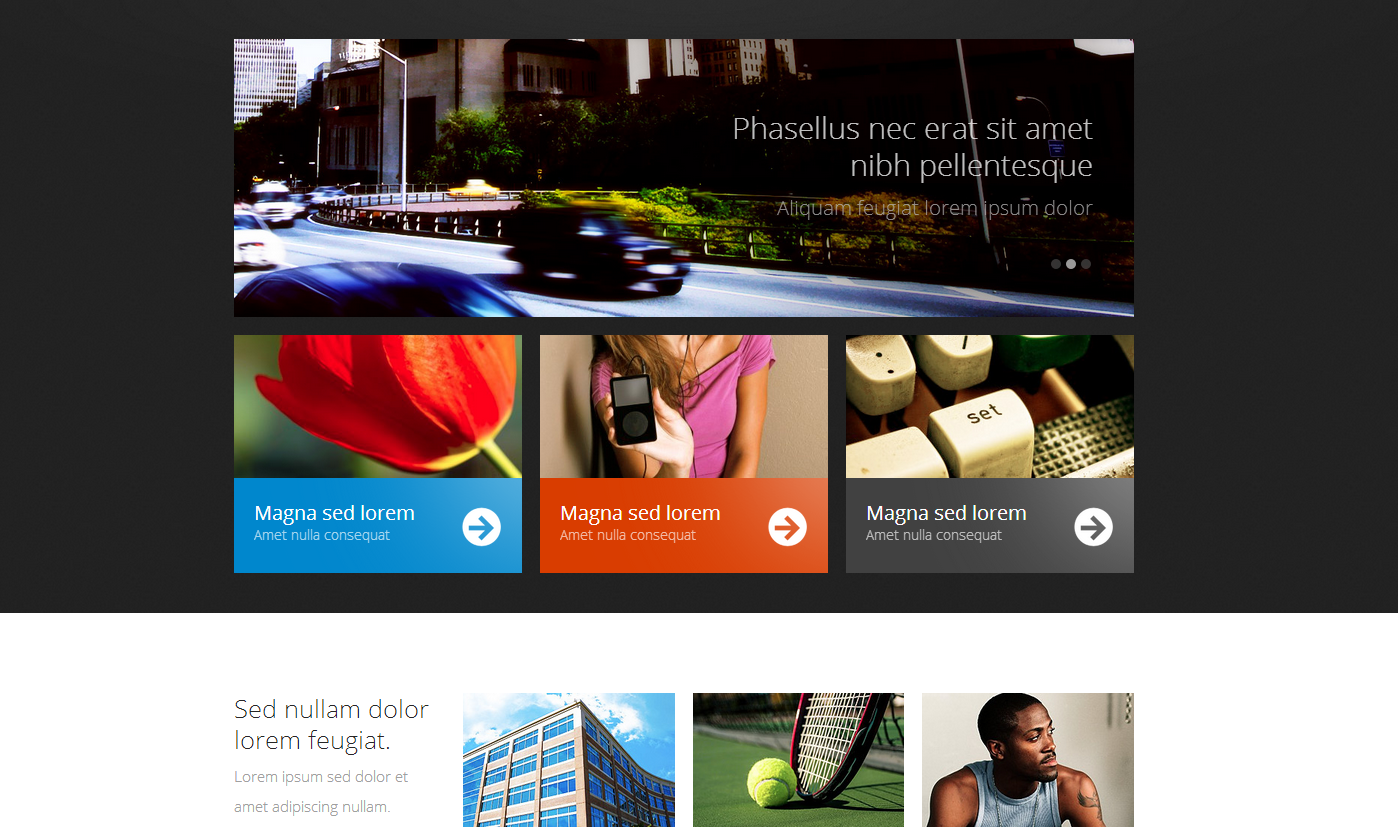 Phasellus nec erat sit amet
nibh pellentesque
Aliquam feugiat lorem ipsum dolor
set
Magna sed lorem
Amet nulla consequat
Magna sed lorem
Amet nulla consequat
Magna sed lorem
Amet nulla consequat
Sed nullam dolor
lorem feugiat.
Lorem ipsum sed dolor et
amet adipiscing nullam.